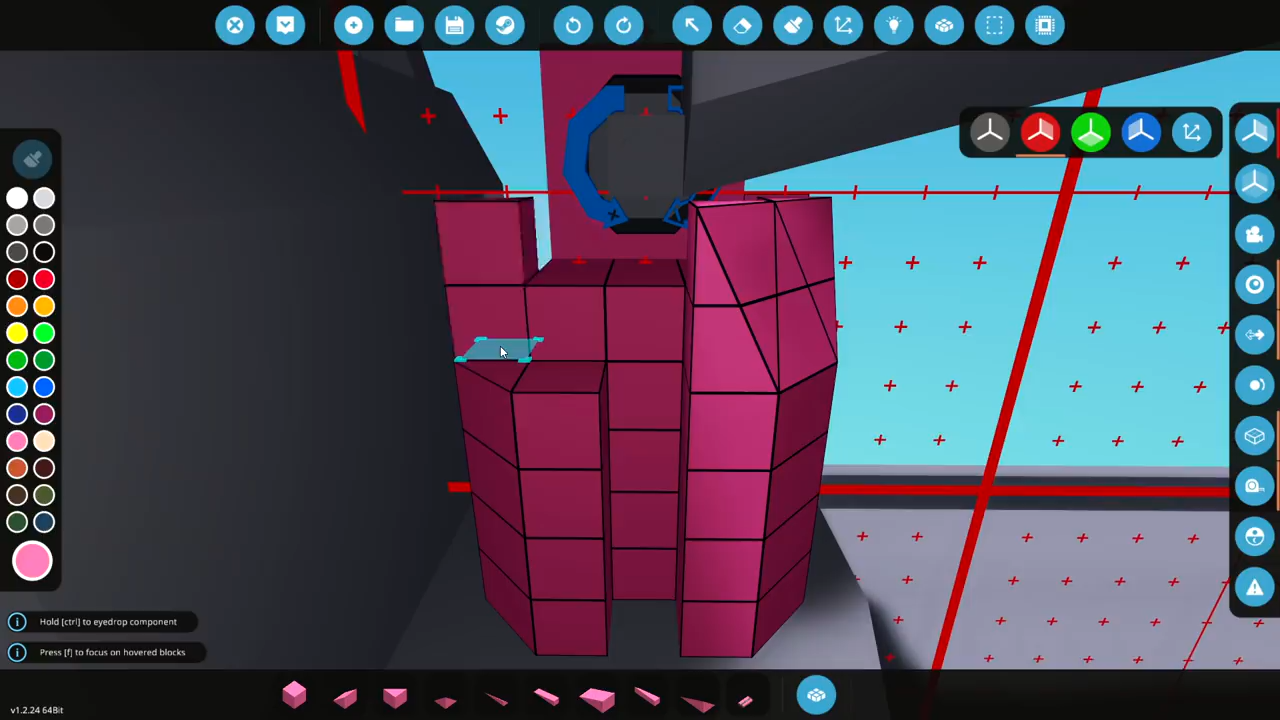 Hold [ctrl] to eyedrop component
Press [f] to focus on hovered blocks
v1.2.24 64Bit